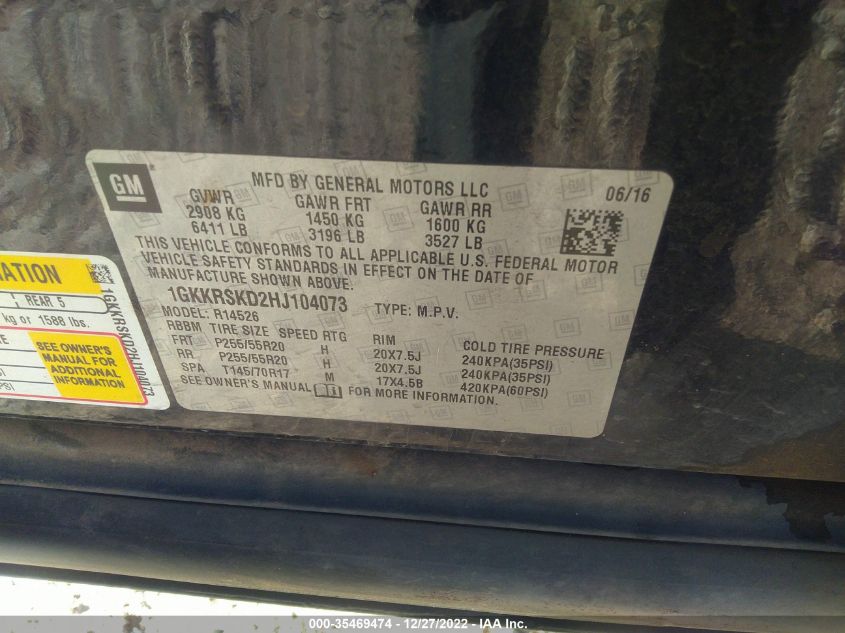 GM
MFD BY GENERAL MOTORS LLC
06/16
GVWR GAWR FRT GAWR RR
2908 KG 1450 KG 1600 KG
6411 LB 3196 LB 3527 LB
THIS VEHICLE CONFORMS TO ALL APPLICABLE U.S. FEDERAL MOTOR
VEHICLE SAFETY STANDARDS IN EFFECT ON THE DATE OF
MANUFACTURE SHOWN ABOVE.
1GKKRSKD2HJ104073 TYPE: M.P.V.
MODEL: R14526
RBBM TIRE SIZE SPEED RTG RIM COLD TIRE PRESSURE
FRT P255/55R20 H 20X7.5J 240KPA(35PSI)
RR P255/55R20 H 20X7.5J 240KPA(35PSI)
SPA T145/70R17 M 17X4.5B 420KPA(60PSI)
SEE OWNER'S MANUAL FOR MORE INFORMATION.
REAR 5
kg or 1588 lbs.
SEE OWNER'S
MANUAL FOR
ADDITIONAL
INFORMATION
1GKKRSKD2HJ104073
000-35469474 - 12/27/2022 - IAA, Inc.